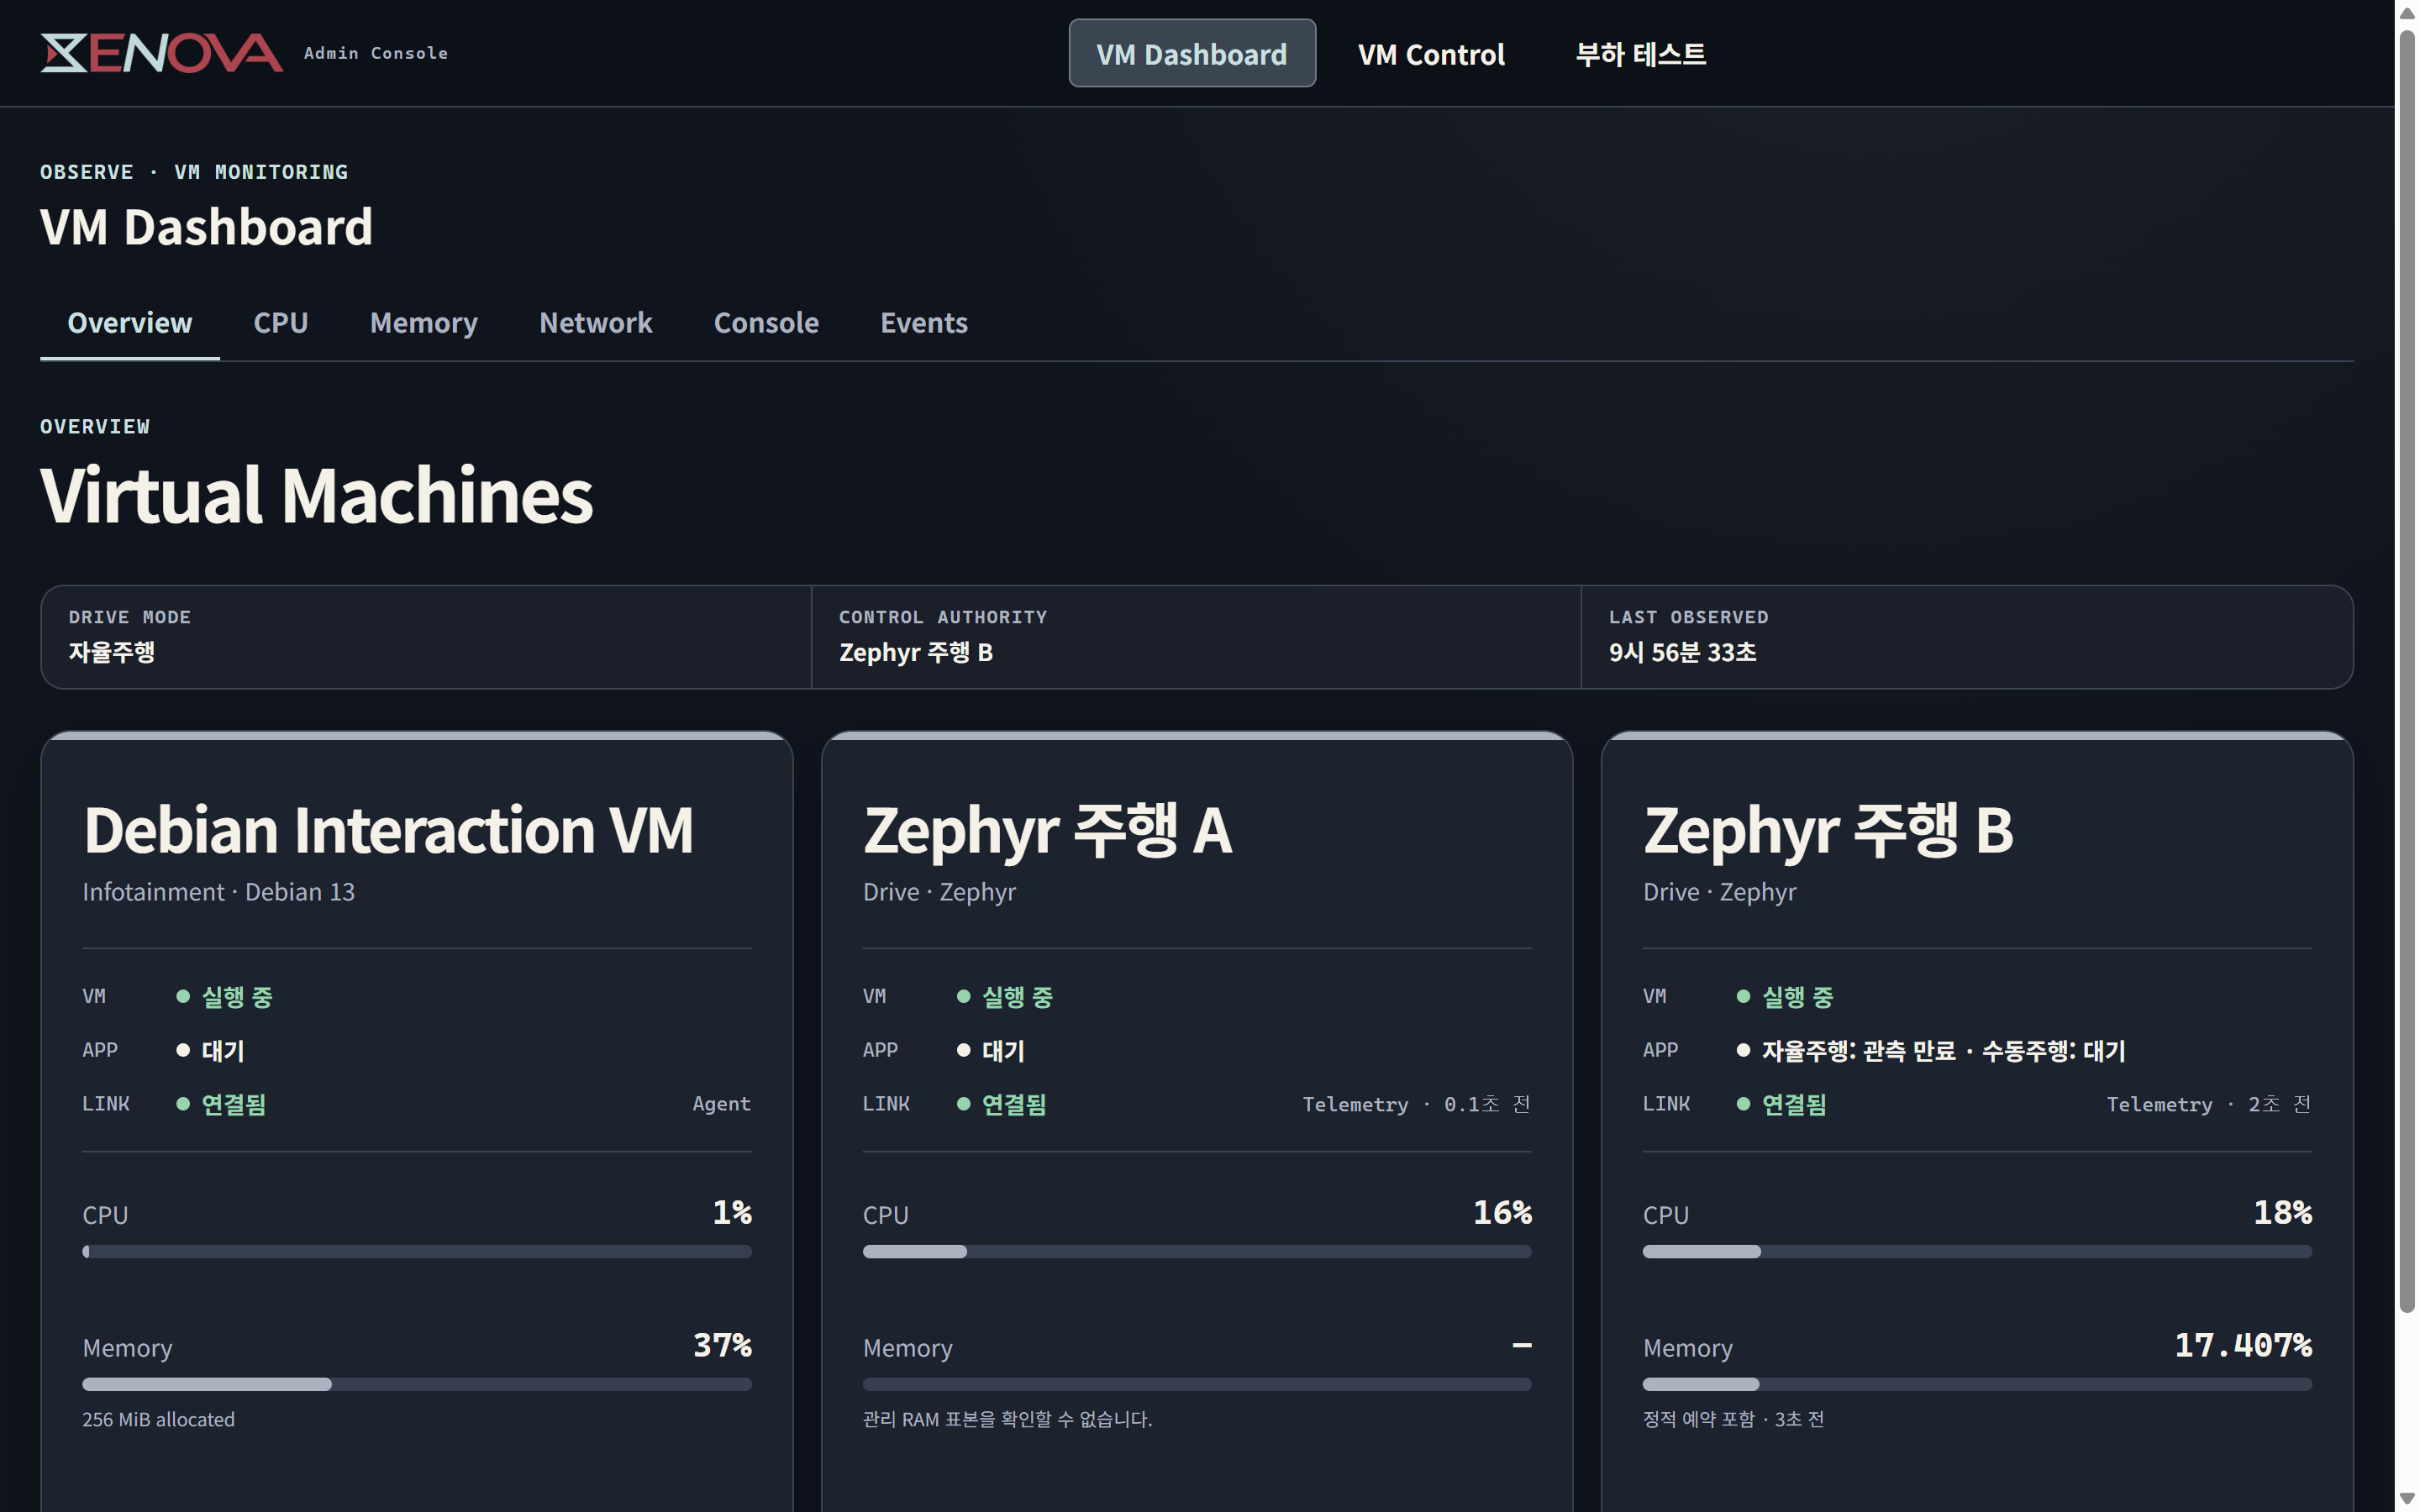 XENOVA Admin Console
VM Dashboard
VM Control
부하 테스트
OBSERVE · VM MONITORING
VM Dashboard
Overview
CPU
Memory
Network
Console
Events
OVERVIEW
Virtual Machines
DRIVE MODE
자율주행
CONTROL AUTHORITY
Zephyr 주행 B
LAST OBSERVED
9시 56분 33초
Debian Interaction VM
Infotainment · Debian 13
VM 실행 중
APP 대기
LINK 연결됨 Agent
CPU 1%
Memory 37%
256 MiB allocated
Zephyr 주행 A
Drive · Zephyr
VM 실행 중
APP 대기
LINK 연결됨 Telemetry · 0.1초 전
CPU 16%
Memory –
관리 RAM 표본을 확인할 수 없습니다.
Zephyr 주행 B
Drive · Zephyr
VM 실행 중
APP 자율주행: 관측 만료 · 수동주행: 대기
LINK 연결됨 Telemetry · 2초 전
CPU 18%
Memory 17.407%
정적 예약 포함 · 3초 전